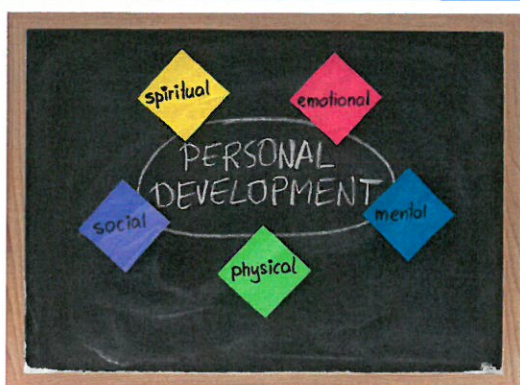 spiritual
emotional
PERSONAL
DEVELOPMENT
social
mental
physical